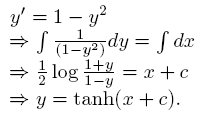 y′ = 1 − y²
⇒ ∫ 1/(1−y²) dy = ∫ dx
⇒ 1/2 log (1+y)/(1−y) = x + c
⇒ y = tanh(x + c).